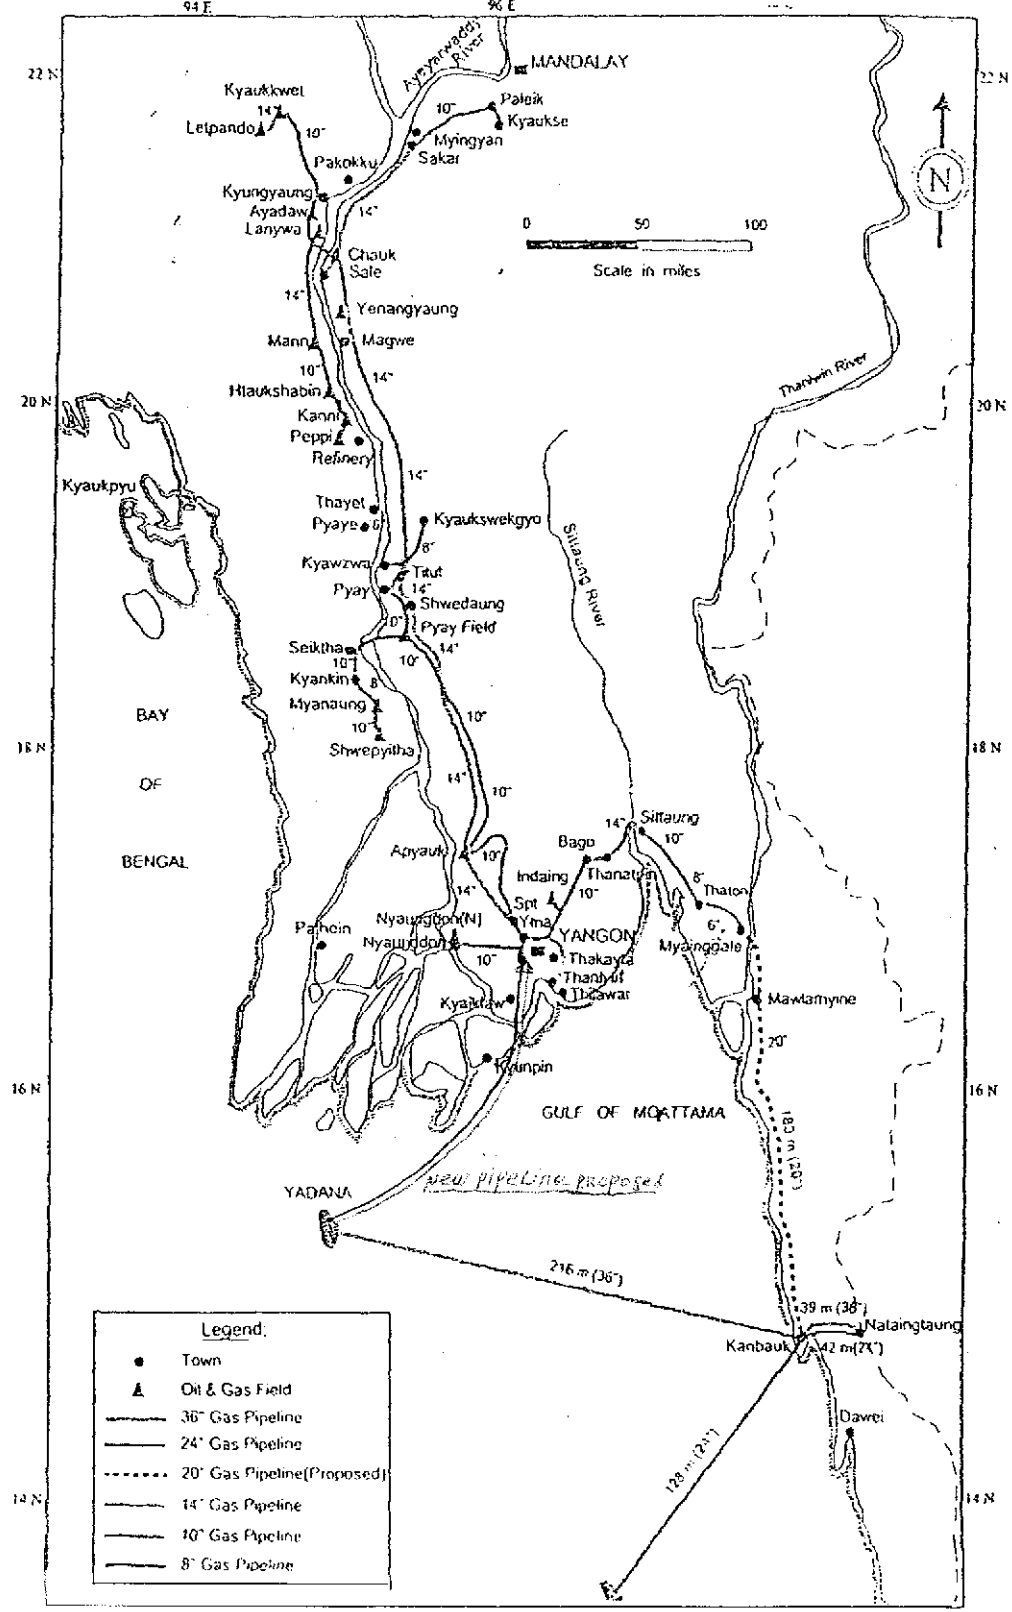 94 E
96 E
22 N
22 N
Ayeyarwaddy
River
MANDALAY
Kyaukkwet
14"
Letpando
10"
10"
Paleik
Kyaukse
Myingyan
Sakar
Pakokku
Kyungyaung
Ayadaw
Lanywa
14"
N
0
50
100
Scale in miles
Chauk
Sale
14"
Yenangyaung
Mann
Magwe
10"
14"
Htaukshabin
Kanni
Peppi
Refinery
Thanlwin River
20 N
20 N
14"
Kyaukpyu
Thayet
Pyaye
8"
Kyaukswekgyo
Sittaung River
8"
Kyawzwa
Titut
Pyay
14"
Shwedaung
8"
Pyay Field
Seiktha
10"
10"
14"
Kyankin
8"
Myanaung
10"
10"
Shwepyitha
BAY
OF
BENGAL
18 N
18 N
14"
10"
14"
Sittaung
10"
Apyauk
10"
Bago
Thanatpin
Indaing
10"
8"
Thaton
14"
Spt
Yma
6"
Nyaungdon(N)
Nyaungdon
10"
YANGON
Myainggale
Pathein
Thakayta
Thanlyin
Thilawar
Kyaiklaw
Mawlamyine
20"
Kyunpin
16 N
16 N
GULF OF MOATTAMA
183 m (20")
new pipeline proposed
YADANA
216 m (36")
39 m (36")
Nataingtaung
Kanbauk
42 m(24")
Dawei
128 m (24")
14 N
14 N
Legend:
Town
Oil & Gas Field
36" Gas Pipeline
24" Gas Pipeline
20" Gas Pipeline(Proposed)
14" Gas Pipeline
10" Gas Pipeline
8" Gas Pipeline